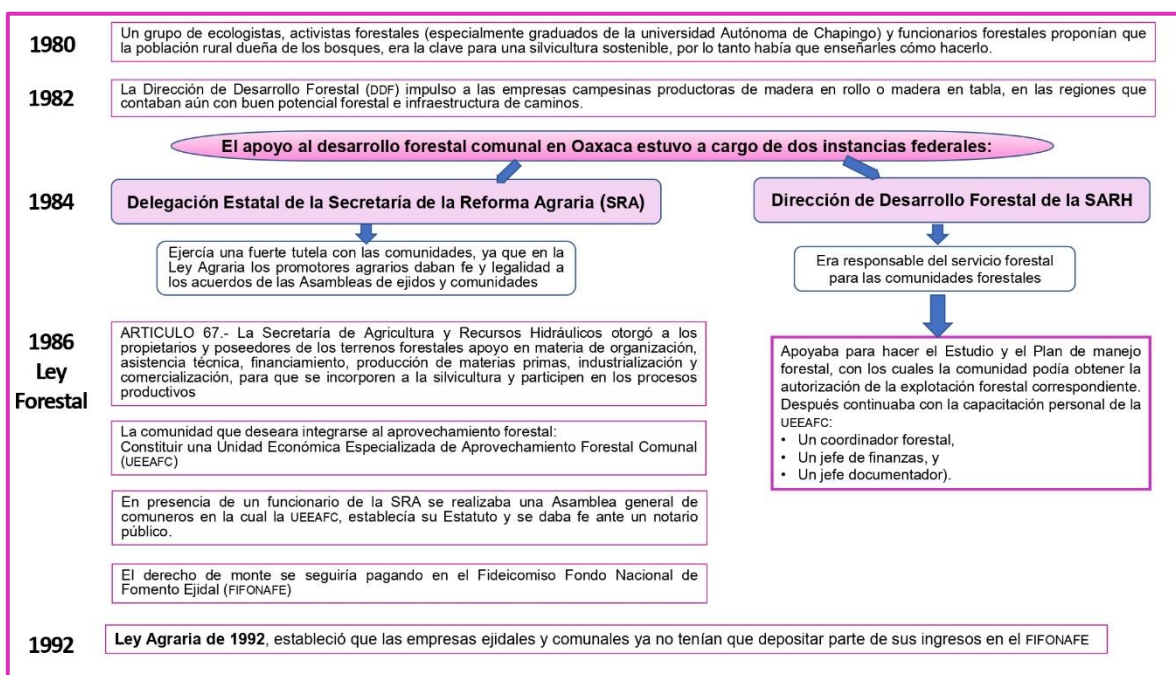 1980
Un grupo de ecologistas, activistas forestales (especialmente graduados de la universidad Autónoma de Chapingo) y funcionarios forestales proponían que
la población rural dueña de los bosques, era la clave para una silvicultura sostenible, por lo tanto había que enseñarles cómo hacerlo.
1982
La Dirección de Desarrollo Forestal (DDF) impulso a las empresas campesinas productoras de madera en rollo o madera en tabla, en las regiones que
contaban aún con buen potencial forestal e infraestructura de caminos.
El apoyo al desarrollo forestal comunal en Oaxaca estuvo a cargo de dos instancias federales:
1984
Delegación Estatal de la Secretaría de la Reforma Agraria (SRA)
Ejercía una fuerte tutela con las comunidades, ya que en la
Ley Agraria los promotores agrarios daban fe y legalidad a
los acuerdos de las Asambleas de ejidos y comunidades
Dirección de Desarrollo Forestal de la SARH
Era responsable del servicio forestal
para las comunidades forestales
1986
Ley
Forestal
ARTICULO 67.- La Secretaría de Agricultura y Recursos Hidráulicos otorgó a los
propietarios y poseedores de los terrenos forestales apoyo en materia de organización,
asistencia técnica, financiamiento, producción de materias primas, industrialización y
comercialización, para que se incorporen a la silvicultura y participen en los procesos
productivos
La comunidad que deseara integrarse al aprovechamiento forestal:
Constituir una Unidad Económica Especializada de Aprovechamiento Forestal Comunal
(UEEAFC)
En presencia de un funcionario de la SRA se realizaba una Asamblea general de
comuneros en la cual la UEEAFC, establecía su Estatuto y se daba fe ante un notario
público.
El derecho de monte se seguiría pagando en el Fideicomiso Fondo Nacional de
Fomento Ejidal (FIFONAFE)
Apoyaba para hacer el Estudio y el Plan de manejo
forestal, con los cuales la comunidad podía obtener la
autorización de la explotación forestal correspondiente.
Después continuaba con la capacitación personal de la
UEEAFC:
• Un coordinador forestal,
• Un jefe de finanzas, y
• Un jefe documentador).
1992
Ley Agraria de 1992, estableció que las empresas ejidales y comunales ya no tenían que depositar parte de sus ingresos en el FIFONAFE